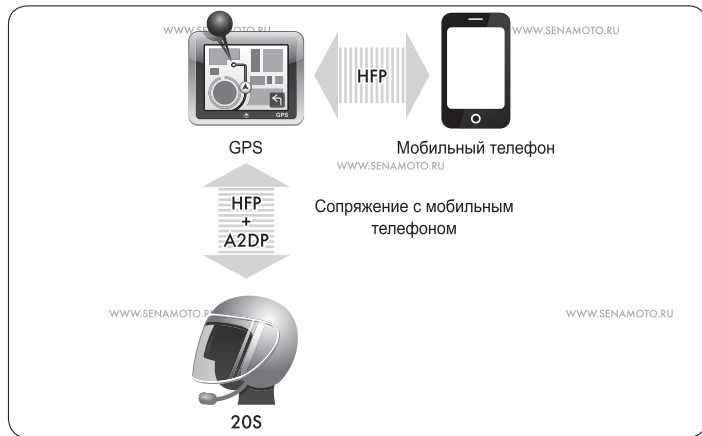 WWW.SENAMOTO.RU
WWW.SENAMOTO.RU
HFP
GPS
GPS
Мобильный телефон
WWW.SENAMOTO.RU
HFP
+
A2DP
Сопряжение с мобильным
телефоном
WWW.SENAMOTO.RU
WWW.SENAMOTO.RU
20S